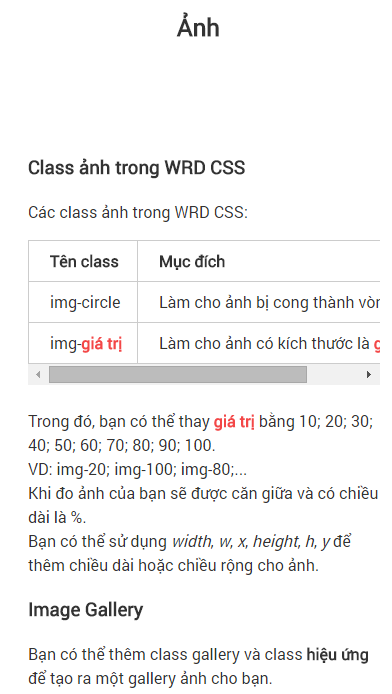 Ảnh
Class ảnh trong WRD CSS
Các class ảnh trong WRD CSS:
Tên class Mục đích
img-circle Làm cho ảnh bị cong thành vòn
img-giá trị Làm cho ảnh có kích thước là g
Trong đó, bạn có thể thay giá trị bằng 10; 20; 30;
40; 50; 60; 70; 80; 90; 100.
VD: img-20; img-100; img-80;...
Khi đo ảnh của bạn sẽ được căn giữa và có chiều
dài là %.
Bạn có thể sử dụng width, w, x, height, h, y để
thêm chiều dài hoặc chiều rộng cho ảnh.
Image Gallery
Bạn có thể thêm class gallery và class hiệu ứng
để tạo ra một gallery ảnh cho bạn.